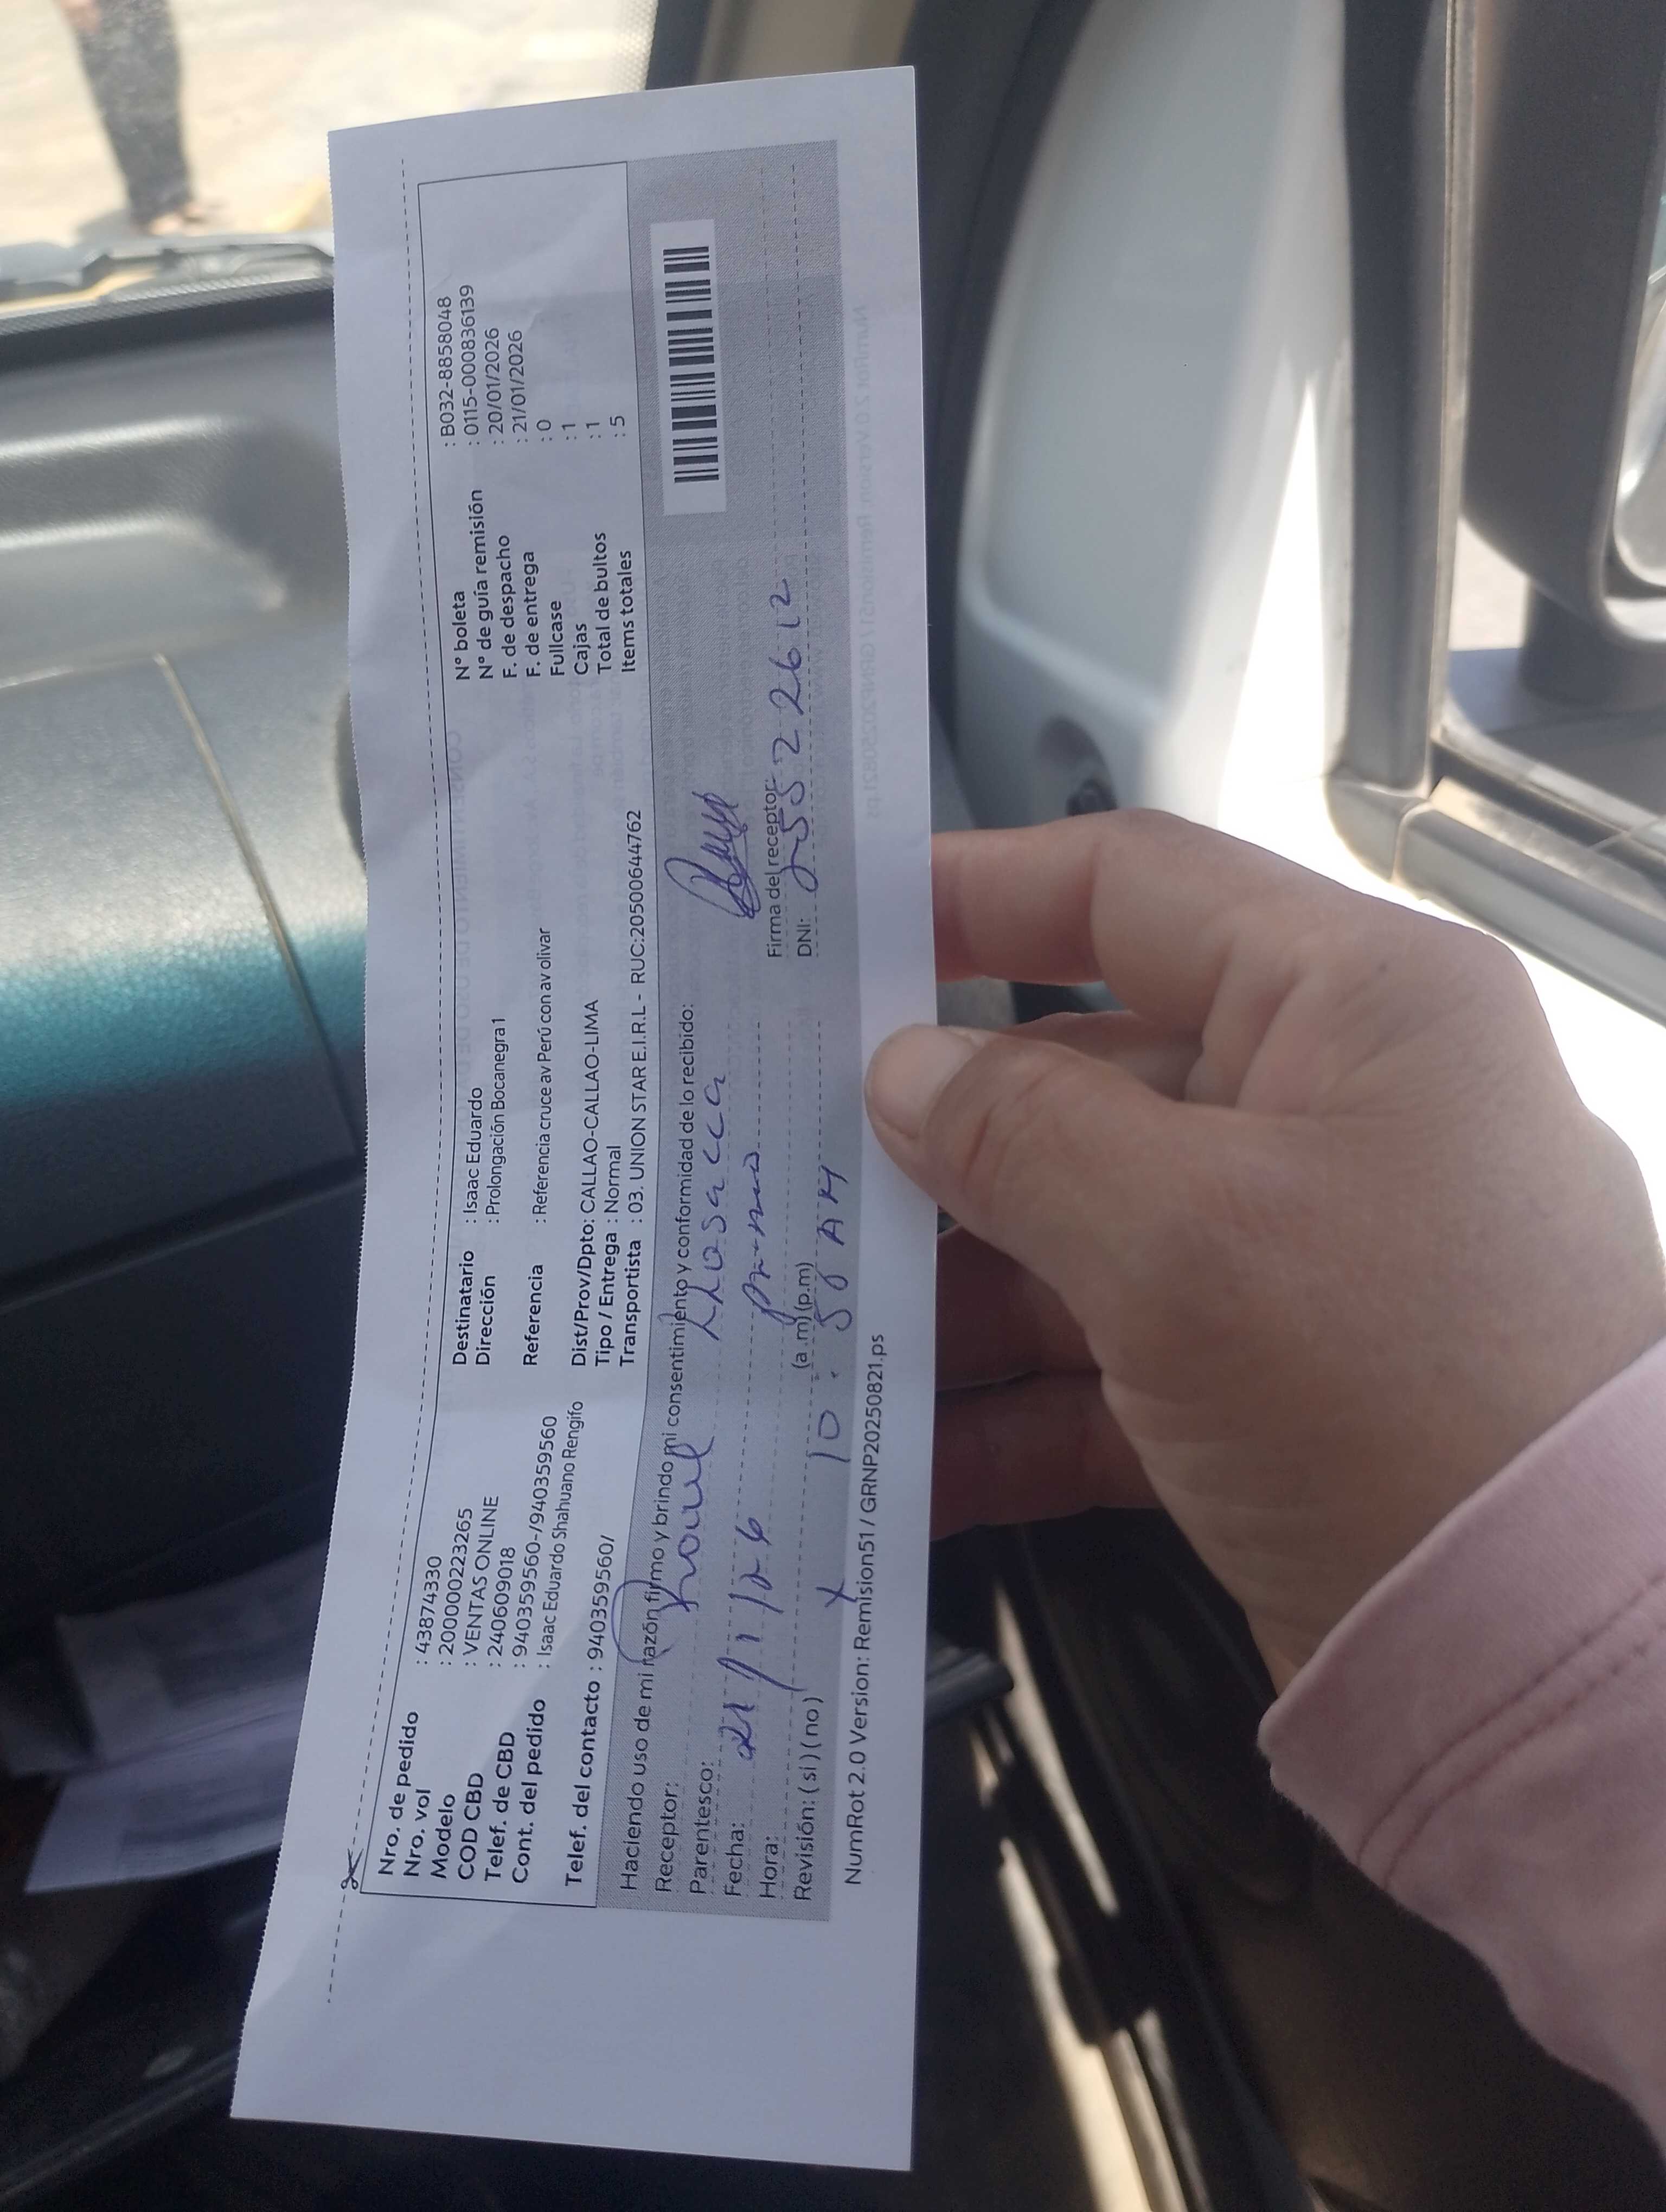 Nro. de pedido : 43874330
Nro. vol : 200000223265
Modelo : VENTAS ONLINE
COD CBD : 240609018
Telef. de CBD : 940359560-/940359560
Cont. del pedido : Isaac Eduardo Shahuano Rengifo
Telef. del contacto : 940359560/
Destinatario : Isaac Eduardo
Dirección : Prolongación Bocanegra 1
Referencia : Referencia cruce av Perú con av olivar
Dist/Prov/Dpto: CALLAO-CALLAO-LIMA
Tipo / Entrega : Normal
Transportista : 03. UNION STAR E.I.R.L - RUC:20500644762
N° boleta : B032-8858048
N° de guía remisión : 0115-000836139
F. de despacho : 20/01/2026
F. de entrega : 21/01/2026
Fullcase : 0
Cajas : 1
Total de bultos : 1
Items totales : 5
Haciendo uso de mi razón firmo y brindo mi consentimiento y conformidad de lo recibido:
Receptor: Llosacca
Parentesco: primo
Fecha: 21/1/26
Hora: 10.50 AM (a.m) (p.m)
Revisión: (si) (no) x
Firma del receptor:
DNI: 25522612
NumRot 2.0 Version: Remision51 / GRNP20250821.ps